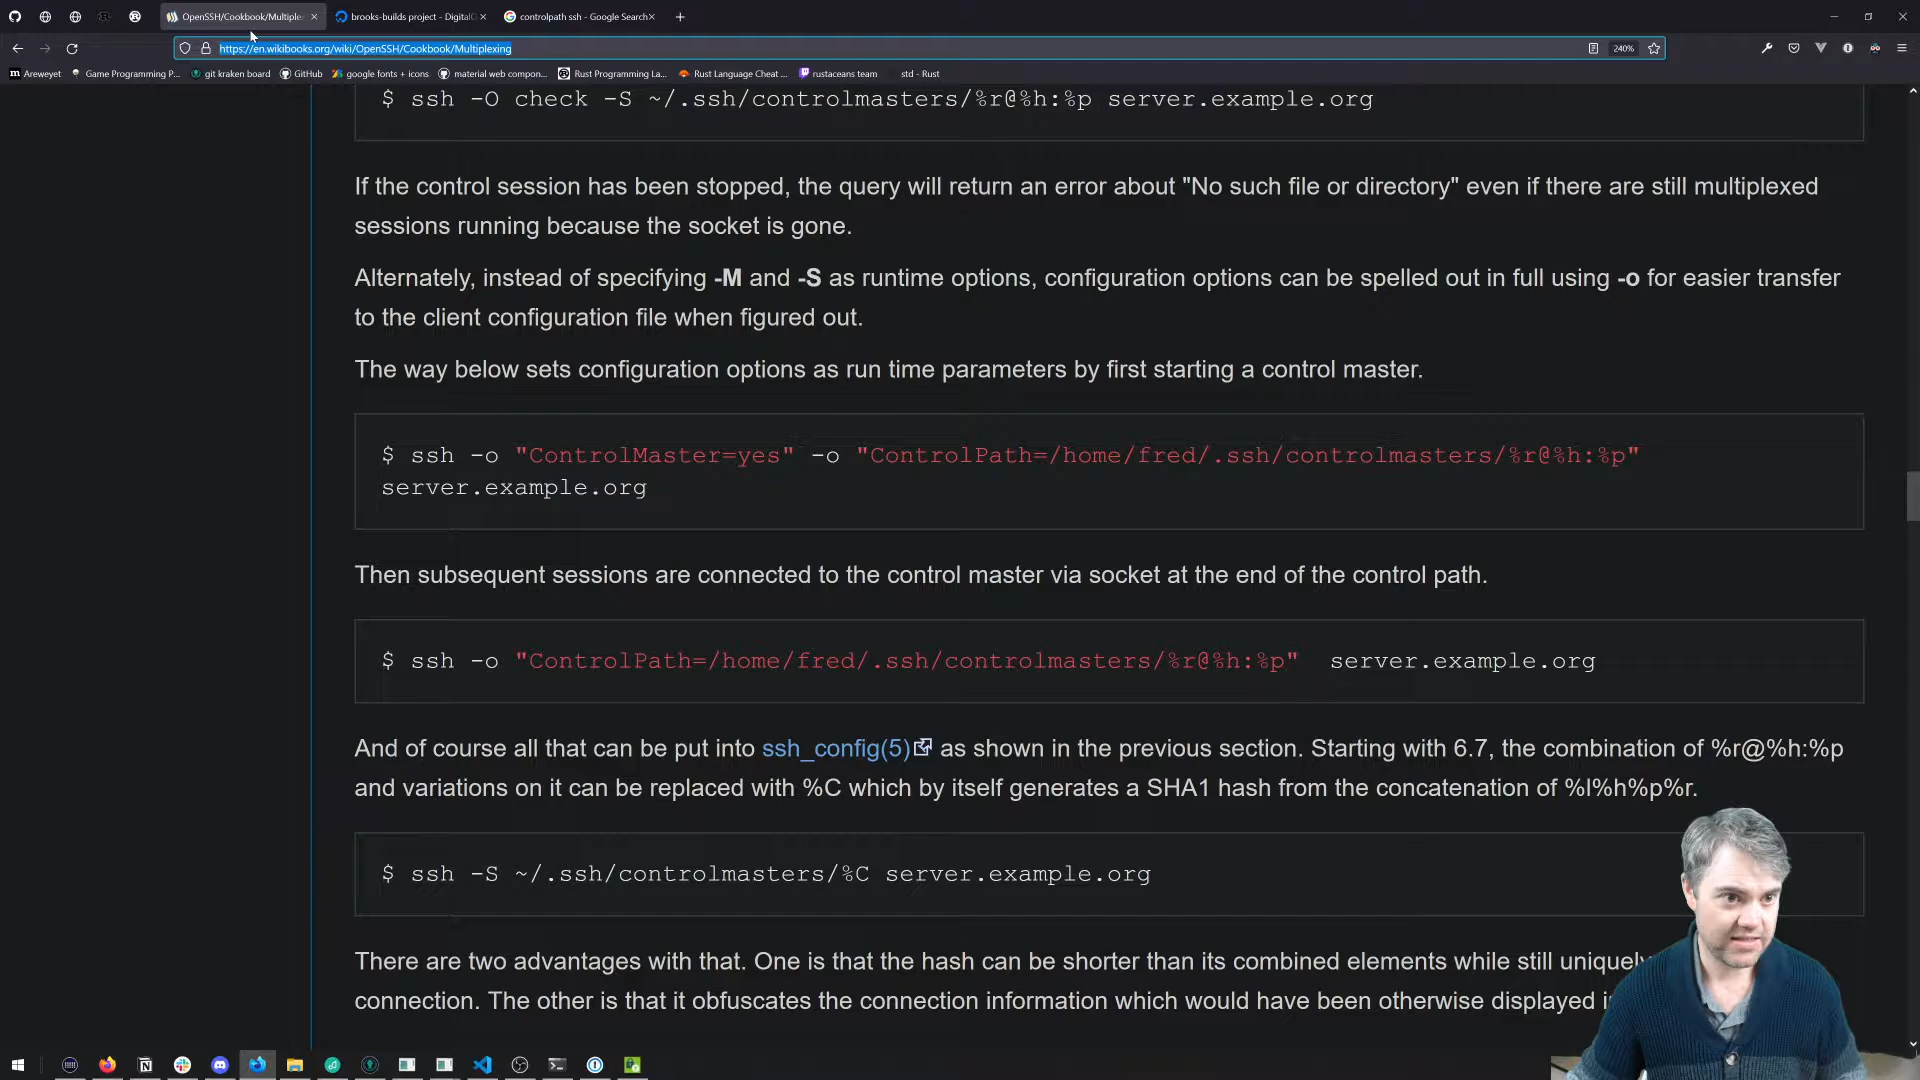 OpenSSH/Cookbook/Multiple
brooks-builds project - Digital
controlpath ssh - Google Search
https://en.wikibooks.org/wiki/OpenSSH/Cookbook/Multiplexing
240%
Areweyet
Game Programming P...
git kraken board
GitHub
google fonts + icons
material web compon...
Rust Programming La...
Rust Language Cheat ...
rustaceans team
std - Rust
$ ssh -O check -S ~/.ssh/controlmasters/%r@%h:%p server.example.org
If the control session has been stopped, the query will return an error about "No such file or directory" even if there are still multiplexed
sessions running because the socket is gone.
Alternately, instead of specifying -M and -S as runtime options, configuration options can be spelled out in full using -o for easier transfer
to the client configuration file when figured out.
The way below sets configuration options as run time parameters by first starting a control master.
$ ssh -o "ControlMaster=yes" -o "ControlPath=/home/fred/.ssh/controlmasters/%r@%h:%p"
server.example.org
Then subsequent sessions are connected to the control master via socket at the end of the control path.
$ ssh -o "ControlPath=/home/fred/.ssh/controlmasters/%r@%h:%p" server.example.org
And of course all that can be put into ssh_config(5) as shown in the previous section. Starting with 6.7, the combination of %r@%h:%p
and variations on it can be replaced with %C which by itself generates a SHA1 hash from the concatenation of %l%h%p%r.
$ ssh -S ~/.ssh/controlmasters/%C server.example.org
There are two advantages with that. One is that the hash can be shorter than its combined elements while still uniquely
connection. The other is that it obfuscates the connection information which would have been otherwise displayed